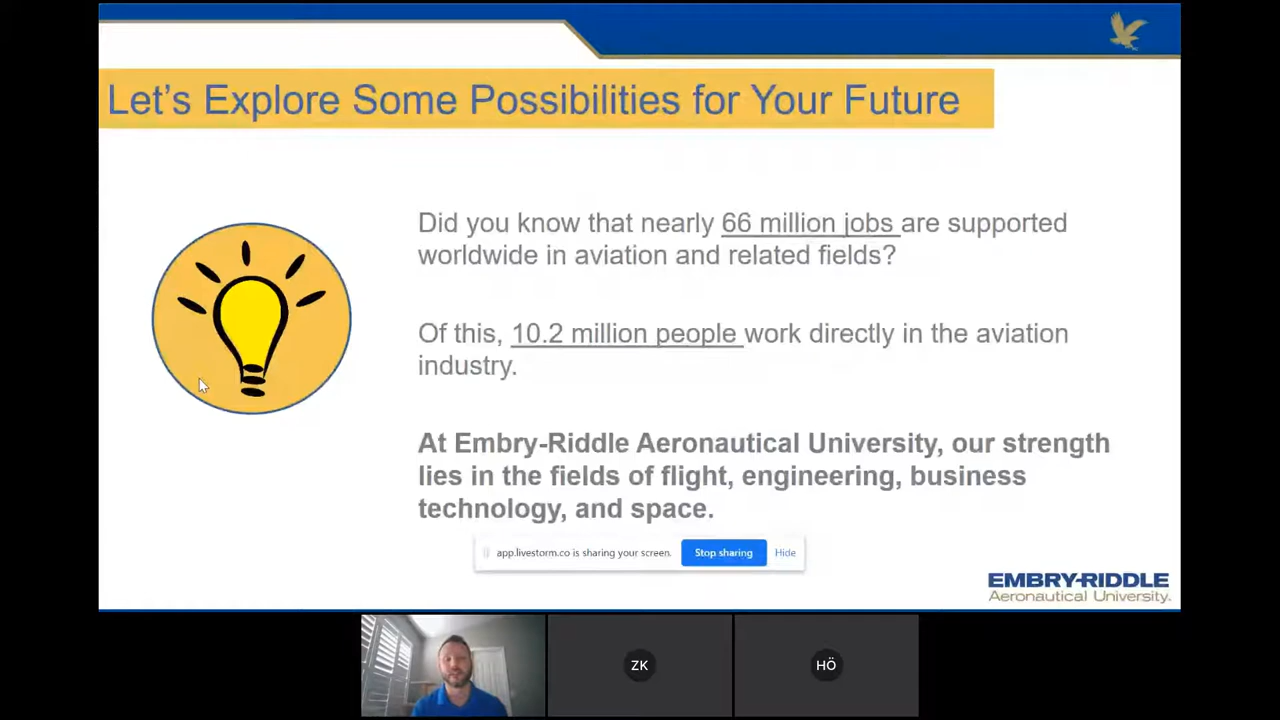 Let's Explore Some Possibilities for Your Future
Did you know that nearly 66 million jobs are supported
worldwide in aviation and related fields?
Of this, 10.2 million people work directly in the aviation
industry.
At Embry-Riddle Aeronautical University, our strength
lies in the fields of flight, engineering, business
technology, and space.
app.livestorm.co is sharing your screen. Stop sharing Hide
EMBRY-RIDDLE
Aeronautical University.
ZK HÖ